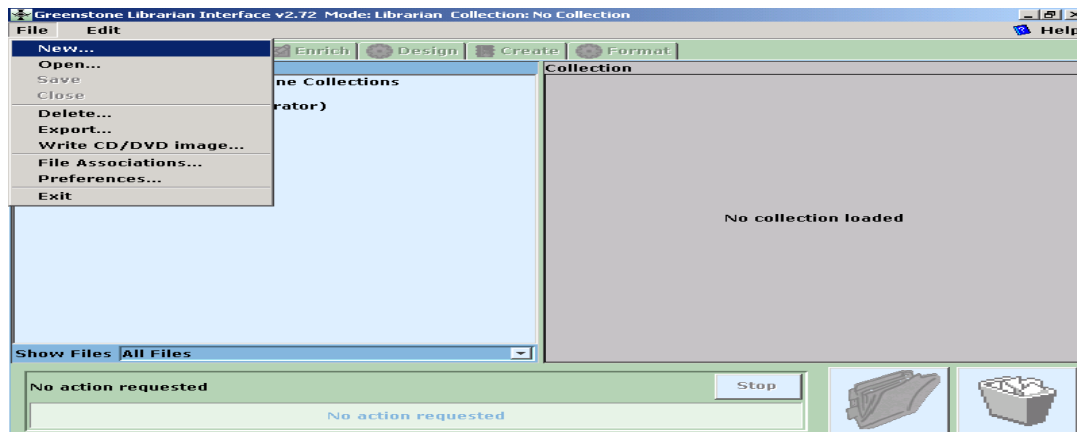 Greenstone Librarian Interface v2.72 Mode: Librarian Collection: No Collection
File Edit Help
New...
Open...
Save
Close
Delete...
Export...
Write CD/DVD image...
File Associations...
Preferences...
Exit
Enrich Design Create Format
ne Collections
rator)
Collection
No collection loaded
Show Files All Files
No action requested
Stop
No action requested